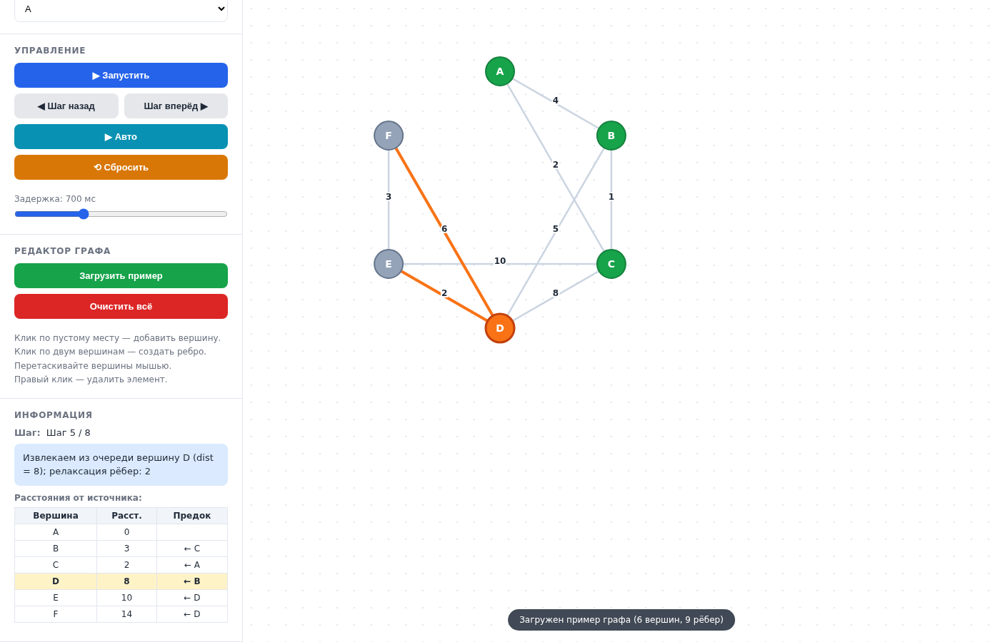 A
УПРАВЛЕНИЕ
▶ Запустить
◀ Шаг назад
Шаг вперёд ▶
▶ Авто
⟲ Сбросить
Задержка: 700 мс
РЕДАКТОР ГРАФА
Загрузить пример
Очистить всё
Клик по пустому месту — добавить вершину.
Клик по двум вершинам — создать ребро.
Перетаскивайте вершины мышью.
Правый клик — удалить элемент.
ИНФОРМАЦИЯ
Шаг: Шаг 5 / 8
Извлекаем из очереди вершину D (dist
= 8); релаксация рёбер: 2
Расстояния от источника:
Вершина Расст. Предок
A 0
B 3 ← C
C 2 ← A
D 8 ← B
E 10 ← D
F 14 ← D
A
4
F
B
2
3
1
6
5
E
10
C
2
8
D
Загружен пример графа (6 вершин, 9 рёбер)